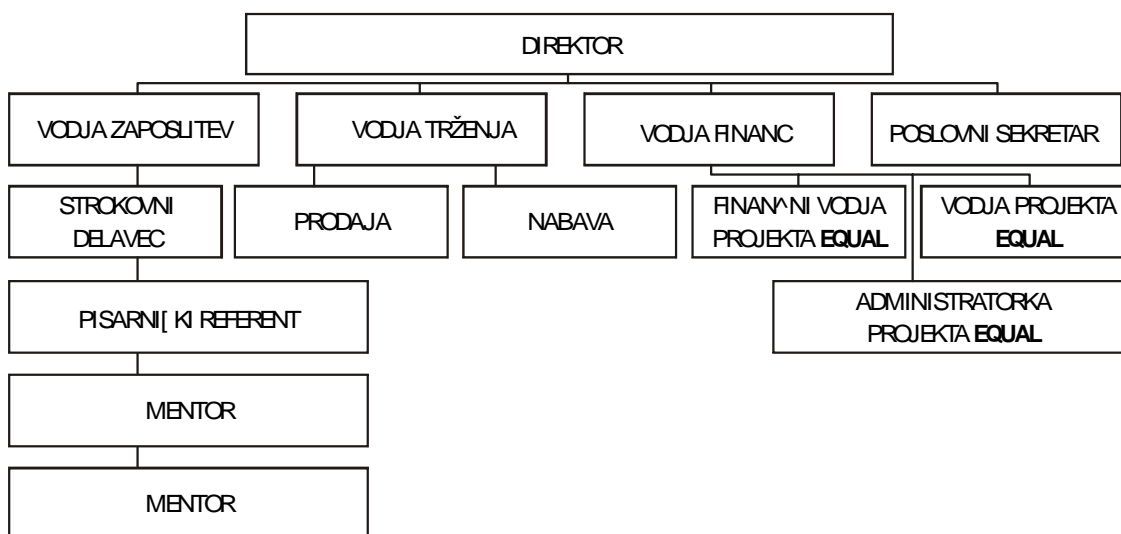 DIREKTOR
VODJA ZAPOSLITEV
VODJA TRŽENJA
VODJA FINANC
POSLOVNI SEKRETAR
STROKOVNI
DELAVEC
PRODAJA
NABAVA
FINAN^NI VODJA
PROJEKTA EQUAL
VODJA PROJEKTA
EQUAL
PISARNI[ KI REFERENT
ADMINISTRATORKA
PROJEKTA EQUAL
MENTOR
MENTOR